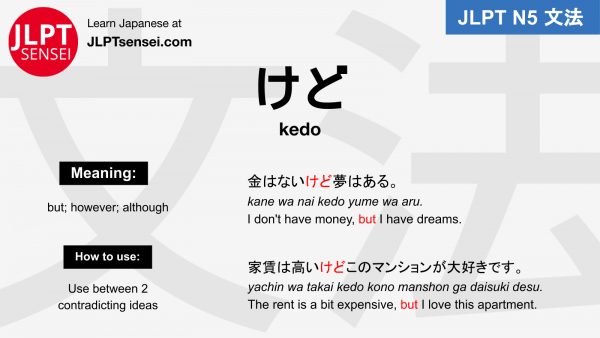 JLPT
SENSEI
Learn Japanese at
JLPTsensei.com
JLPT N5 文法
文法
けど
kedo
Meaning:
but; however; although
How to use:
Use between 2
contradicting ideas
金はないけど夢はある。
kane wa nai kedo yume wa aru.
I don't have money, but I have dreams.
家賃は高いけどこのマンションが大好きです。
yachin wa takai kedo kono manshon ga daisuki desu.
The rent is a bit expensive, but I love this apartment.